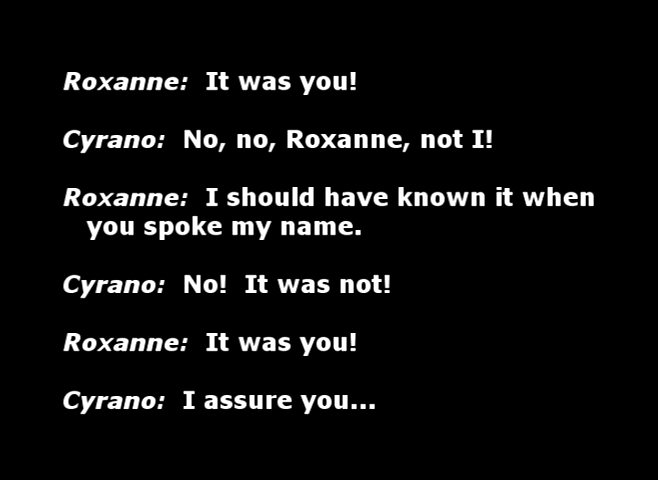 Roxanne:  It was you!
Cyrano:  No, no, Roxanne, not I!
Roxanne:  I should have known it when
you spoke my name.
Cyrano:  No!  It was not!
Roxanne:  It was you!
Cyrano:  I assure you...